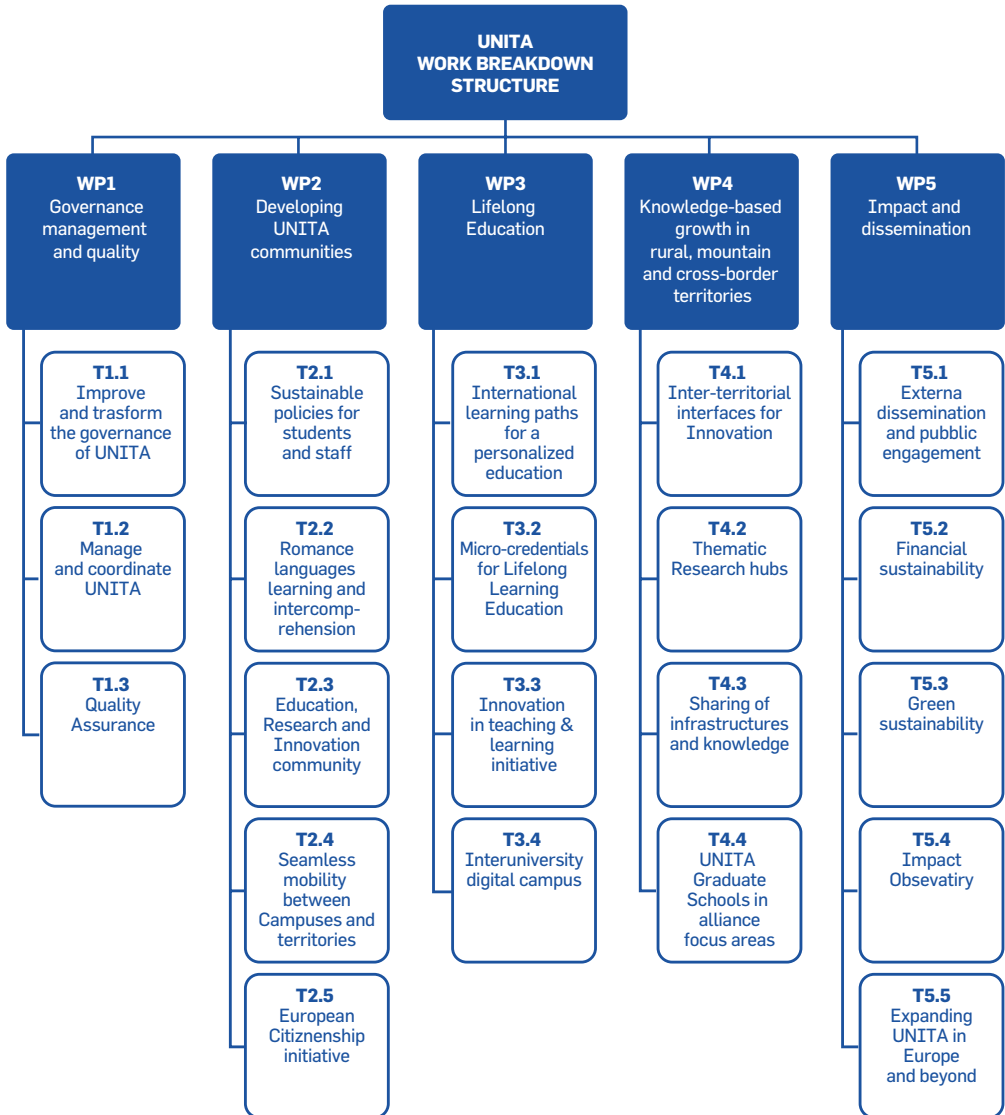 UNITA
WORK BREAKDOWN
STRUCTURE
WP1
Governance
management
and quality
T1.1
Improve
and trasform
the governance
of UNITA
T1.2
Manage
and coordinate
UNITA
T1.3
Quality
Assurance
WP2
Developing
UNITA
communities
T2.1
Sustainable
policies for
students
and staff
T2.2
Romance
languages
learning and
intercomp-
rehension
T2.3
Education,
Research and
Innovation
community
T2.4
Seamless
mobility
between
Campuses and
territories
T2.5
European
Citiznenship
initiative
WP3
Lifelong
Education
T3.1
International
learning paths
for a
personalized
education
T3.2
Micro-credentials
for Lifelong
Learning
Education
T3.3
Innovation
in teaching &
learning
initiative
T3.4
Interuniversity
digital campus
WP4
Knowledge-based
growth in
rural, mountain
and cross-border
territories
T4.1
Inter-territorial
interfaces for
Innovation
T4.2
Thematic
Research hubs
T4.3
Sharing of
infrastructures
and knowledge
T4.4
UNITA
Graduate
Schools in
alliance
focus areas
WP5
Impact and
dissemination
T5.1
Externa
dissemination
and pubblic
engagement
T5.2
Financial
sustainability
T5.3
Green
sustainability
T5.4
Impact
Obsevatiry
T5.5
Expanding
UNITA in
Europe
and beyond